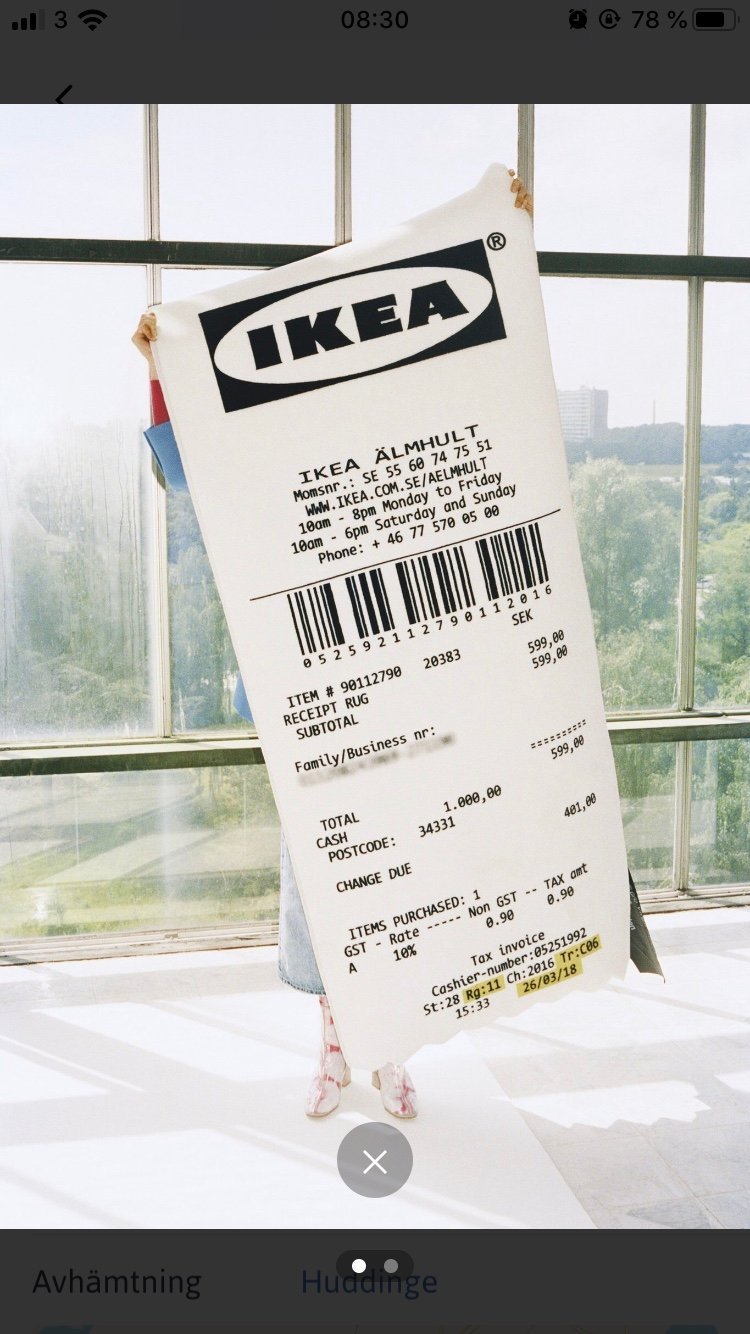 3 08:30 78 %
IKEA ®
IKEA ÄLMHULT
Momsnr.: SE 55 60 74 75 51
WWW.IKEA.COM.SE/AELMHULT
10am - 8pm Monday to Friday
10am - 6pm Saturday and Sunday
Phone: + 46 77 570 05 00
0 5 2 5 9 2 1 1 2 7 9 0 1 1 2 0 1 6
SEK
ITEM # 90112790 20383 599,00
RECEIPT RUG 599,00
SUBTOTAL
Family/Business nr:
==========
599,00
TOTAL 1.000,00
CASH
POSTCODE: 34331 401,00
CHANGE DUE
ITEMS PURCHASED: 1
GST - Rate ----- Non GST -- TAX amt
A 10% 0.90 0.90
Tax invoice
Cashier-number:05251992
St:28 Rg:11 Ch:2016 Tr:C06
15:33 26/03/18
Avhämtning Huddinge